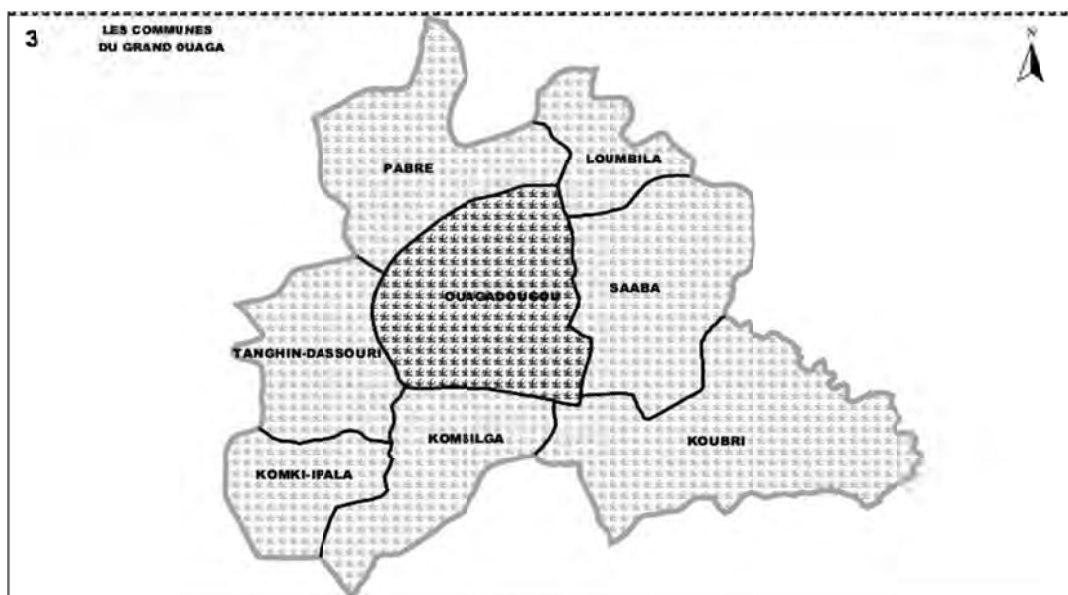 3
LES COMMUNES
DU GRAND OUAGA
N
PABRE
LOUMBILA
OUAGADOUGOU
SAABA
TANGHIN-DASSOURI
KOMSILGA
KOUBRI
KOMKI-IPALA